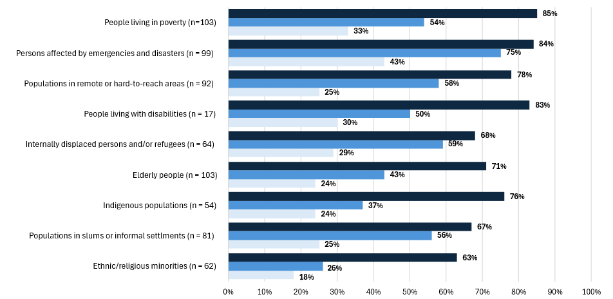 People living in poverty (n=103)
85%
54%
33%
Persons affected by emergencies and disasters (n = 99)
84%
75%
43%
Populations in remote or hard-to-reach areas (n = 92)
78%
58%
25%
People living with disabilities (n = 17)
83%
50%
30%
Internally displaced persons and/or refugees (n = 64)
68%
59%
29%
Elderly people (n = 103)
71%
43%
24%
Indigenous populations (n = 54)
76%
37%
24%
Populations in slums or informal settlments (n = 81)
67%
56%
25%
Ethnic/religious minorities (n = 62)
63%
26%
18%
0% 10% 20% 30% 40% 50% 60% 70% 80% 90% 100%